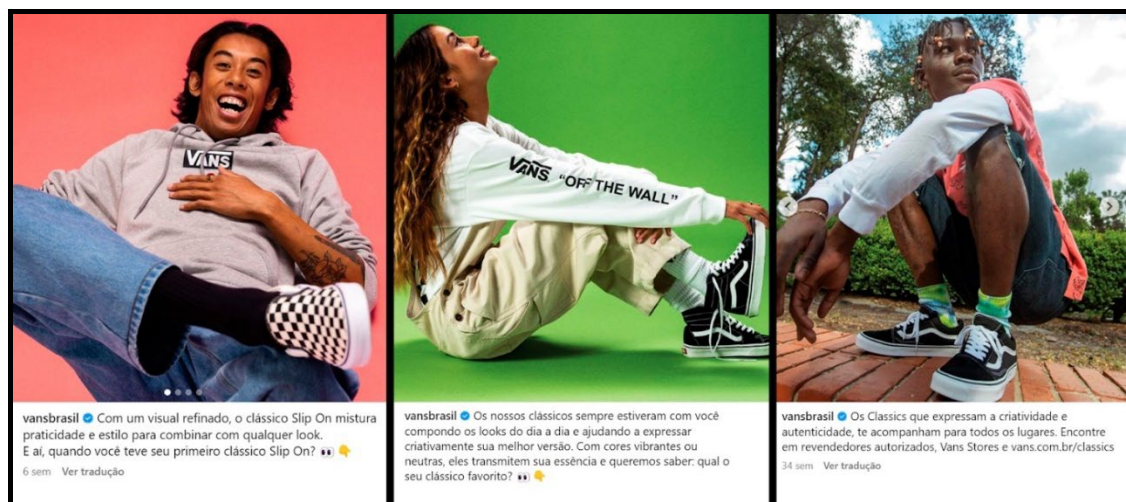 VANS
VANS "OFF THE WALL"
vansbrasil Com um visual refinado, o clássico Slip On mistura
praticidade e estilo para combinar com qualquer look.
E aí, quando você teve seu primeiro clássico Slip On? 👀 👇
6 sem Ver tradução
vansbrasil Os nossos clássicos sempre estiveram com você
compondo os looks do dia a dia e ajudando a expressar
criativamente sua melhor versão. Com cores vibrantes ou
neutras, eles transmitem sua essência e queremos saber: qual o
seu clássico favorito? 👀 👇
vansbrasil Os Classics que expressam a criatividade e
autenticidade, te acompanham para todos os lugares. Encontre
em revendedores autorizados, Vans Stores e vans.com.br/classics
34 sem Ver tradução